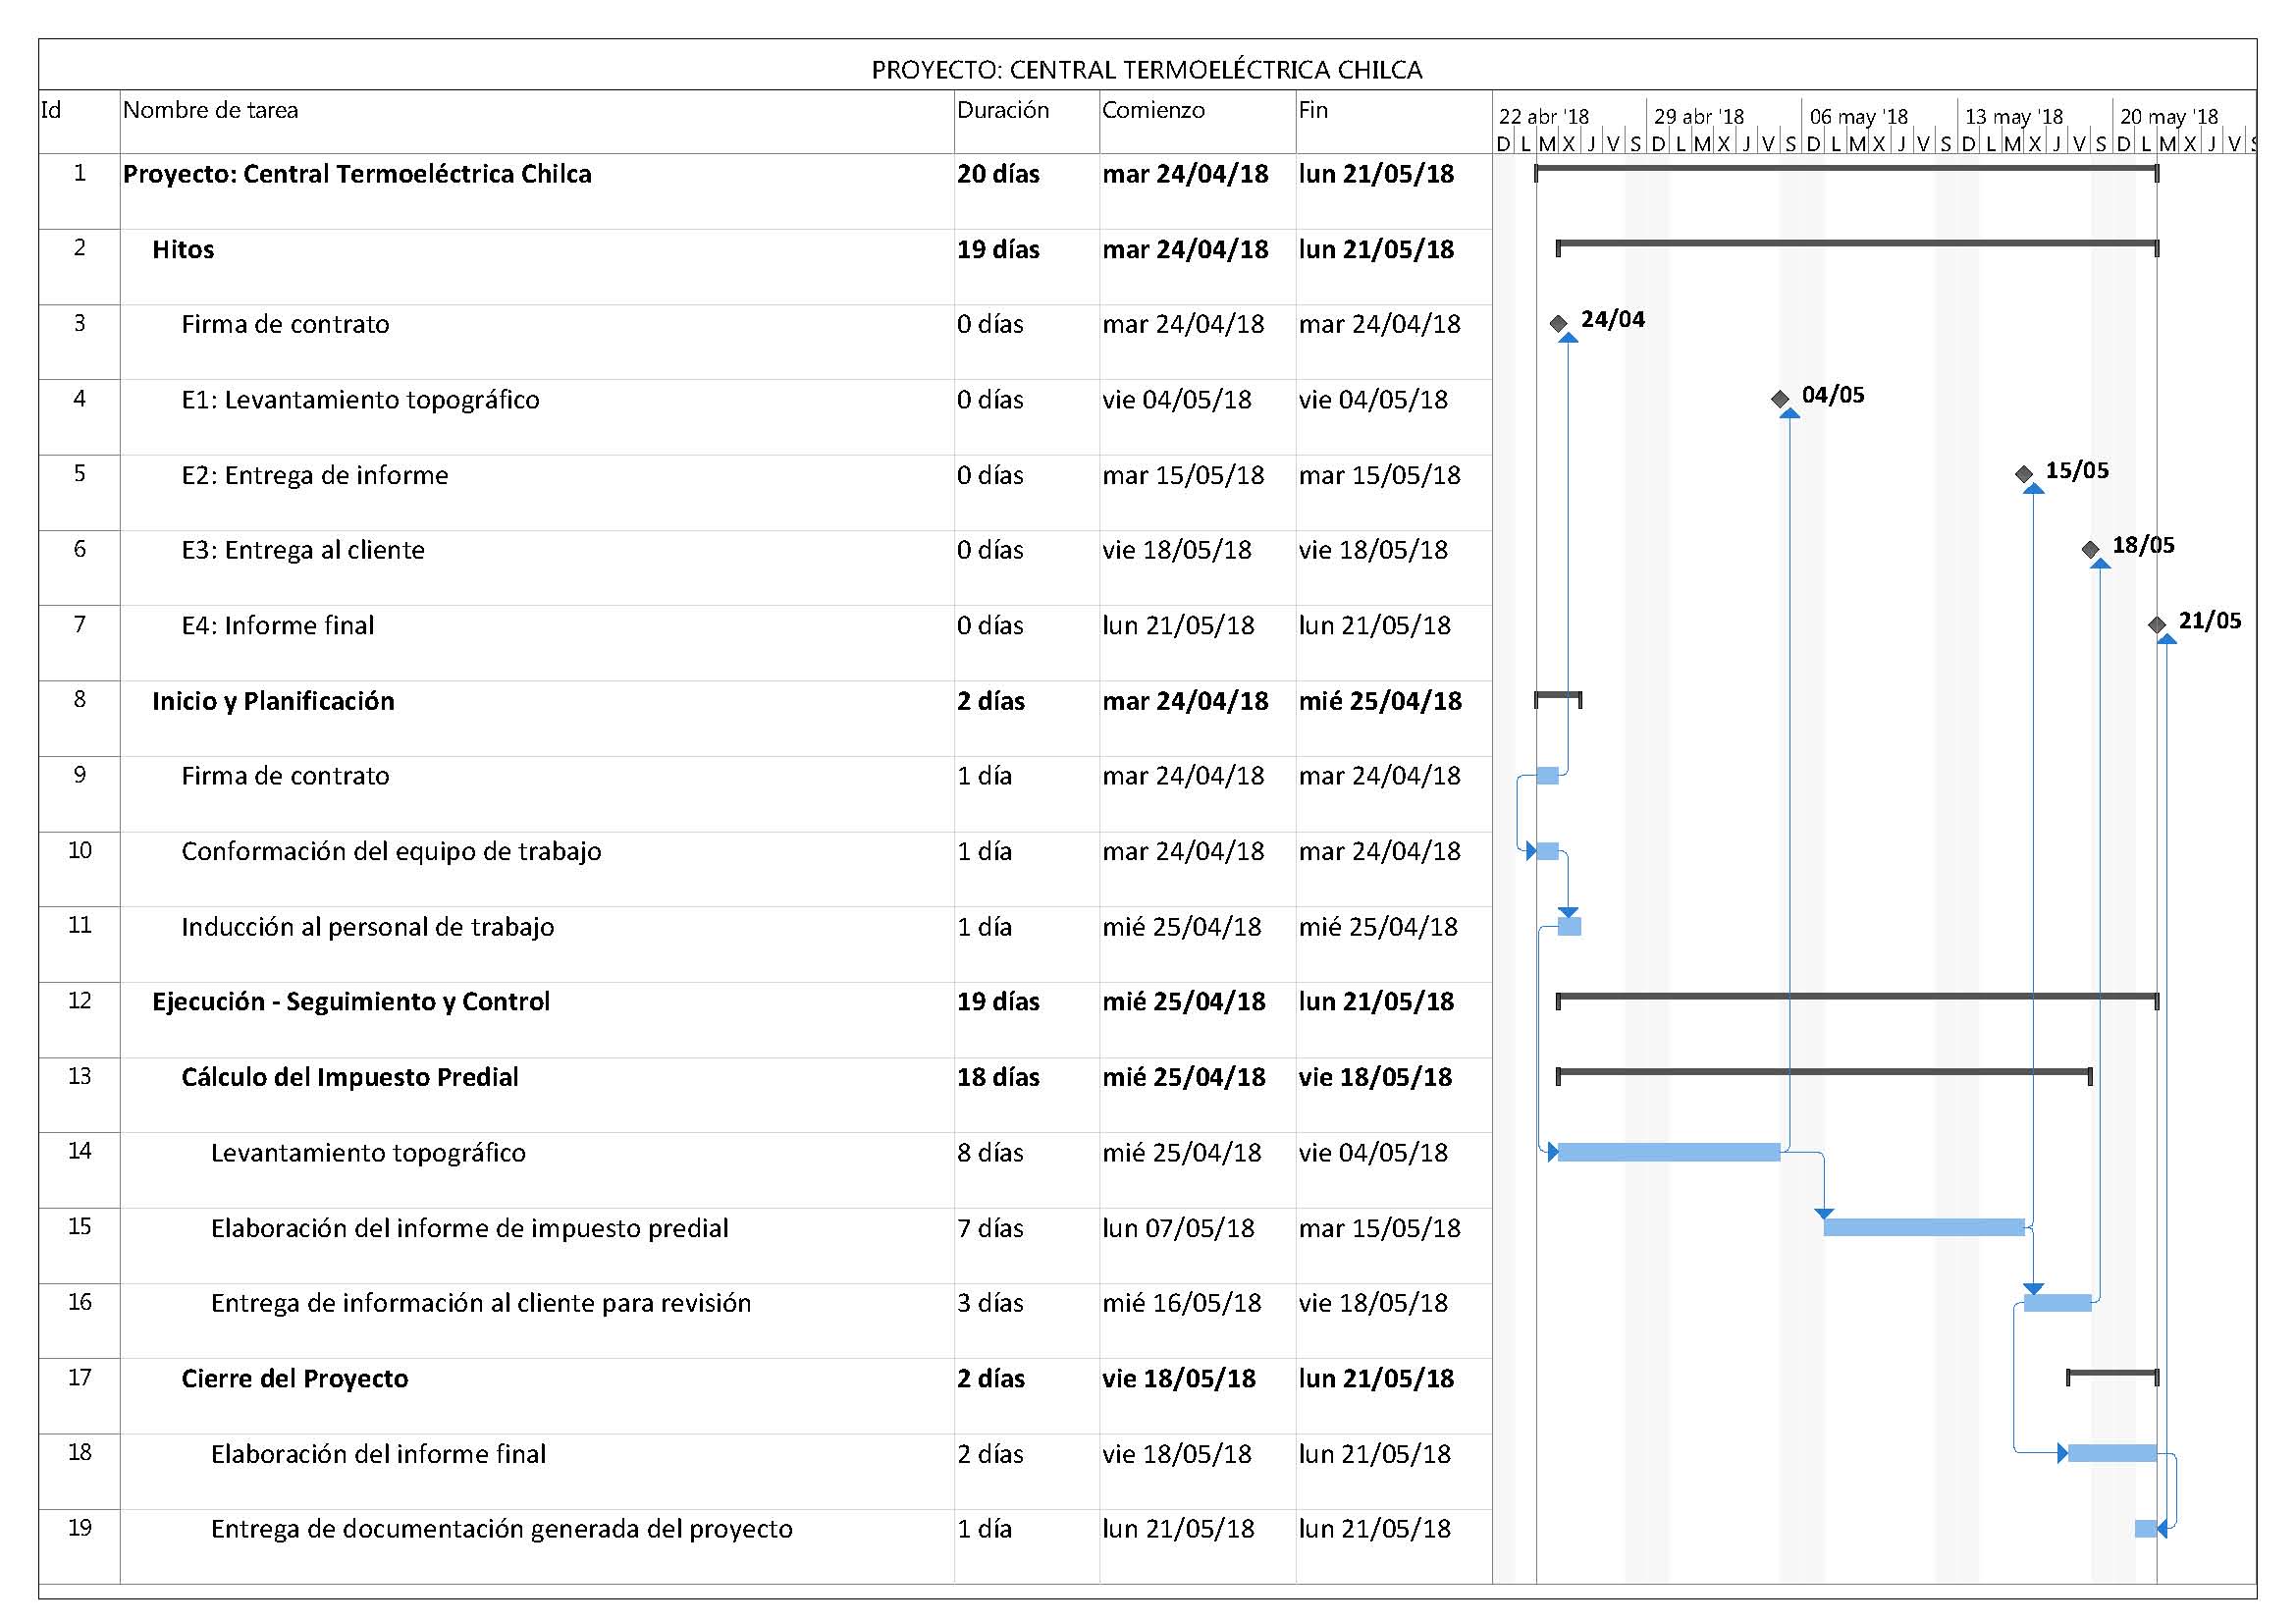 PROYECTO: CENTRAL TERMOELÉCTRICA CHILCA
Id Nombre de tarea Duración Comienzo Fin 22 abr '18 29 abr '18 06 may '18 13 may '18 20 may '18
D L M X J V S D L M X J V S D L M X J V S D L M X J V S D L M X J V S
1 Proyecto: Central Termoeléctrica Chilca 20 días mar 24/04/18 lun 21/05/18
2 Hitos 19 días mar 24/04/18 lun 21/05/18
3 Firma de contrato 0 días mar 24/04/18 mar 24/04/18 24/04
4 E1: Levantamiento topográfico 0 días vie 04/05/18 vie 04/05/18 04/05
5 E2: Entrega de informe 0 días mar 15/05/18 mar 15/05/18 15/05
6 E3: Entrega al cliente 0 días vie 18/05/18 vie 18/05/18 18/05
7 E4: Informe final 0 días lun 21/05/18 lun 21/05/18 21/05
8 Inicio y Planificación 2 días mar 24/04/18 mié 25/04/18
9 Firma de contrato 1 día mar 24/04/18 mar 24/04/18
10 Conformación del equipo de trabajo 1 día mar 24/04/18 mar 24/04/18
11 Inducción al personal de trabajo 1 día mié 25/04/18 mié 25/04/18
12 Ejecución - Seguimiento y Control 19 días mié 25/04/18 lun 21/05/18
13 Cálculo del Impuesto Predial 18 días mié 25/04/18 vie 18/05/18
14 Levantamiento topográfico 8 días mié 25/04/18 vie 04/05/18
15 Elaboración del informe de impuesto predial 7 días lun 07/05/18 mar 15/05/18
16 Entrega de información al cliente para revisión 3 días mié 16/05/18 vie 18/05/18
17 Cierre del Proyecto 2 días vie 18/05/18 lun 21/05/18
18 Elaboración del informe final 2 días vie 18/05/18 lun 21/05/18
19 Entrega de documentación generada del proyecto 1 día lun 21/05/18 lun 21/05/18